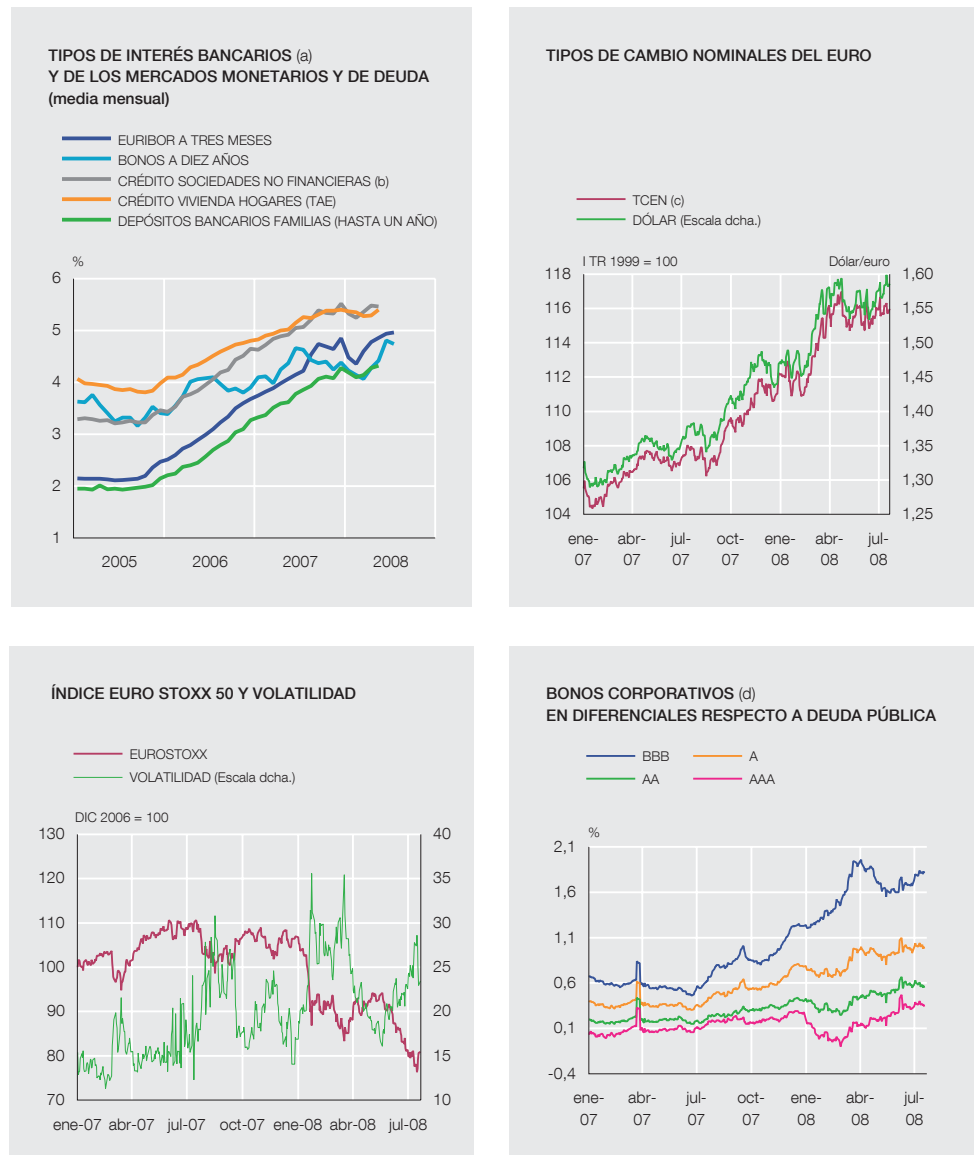 TIPOS DE INTERÉS BANCARIOS (a)
Y DE LOS MERCADOS MONETARIOS Y DE DEUDA
(media mensual)
EURIBOR A TRES MESES
BONOS A DIEZ AÑOS
CRÉDITO SOCIEDADES NO FINANCIERAS (b)
CRÉDITO VIVIENDA HOGARES (TAE)
DEPÓSITOS BANCARIOS FAMILIAS (HASTA UN AÑO)
%
6
5
4
3
2
1
2005 2006 2007 2008
TIPOS DE CAMBIO NOMINALES DEL EURO
TCEN (c)
DÓLAR (Escala dcha.)
I TR 1999 = 100 Dólar/euro
118 1,60
116 1,55
114 1,50
112 1,45
110 1,40
108 1,35
106 1,30
104 1,25
ene- abr- jul- oct- ene- abr- jul-
07 07 07 07 08 08 08
ÍNDICE EURO STOXX 50 Y VOLATILIDAD
EUROSTOXX
VOLATILIDAD (Escala dcha.)
DIC 2006 = 100
130 40
120 35
110 30
100 25
90 20
80 15
70 10
ene-07 abr-07 jul-07 oct-07 ene-08 abr-08 jul-08
BONOS CORPORATIVOS (d)
EN DIFERENCIALES RESPECTO A DEUDA PÚBLICA
BBB A
AA AAA
%
2,1
1,6
1,1
0,6
0,1
-0,4
ene- abr- jul- oct- ene- abr- jul-
07 07 07 07 08 08 08